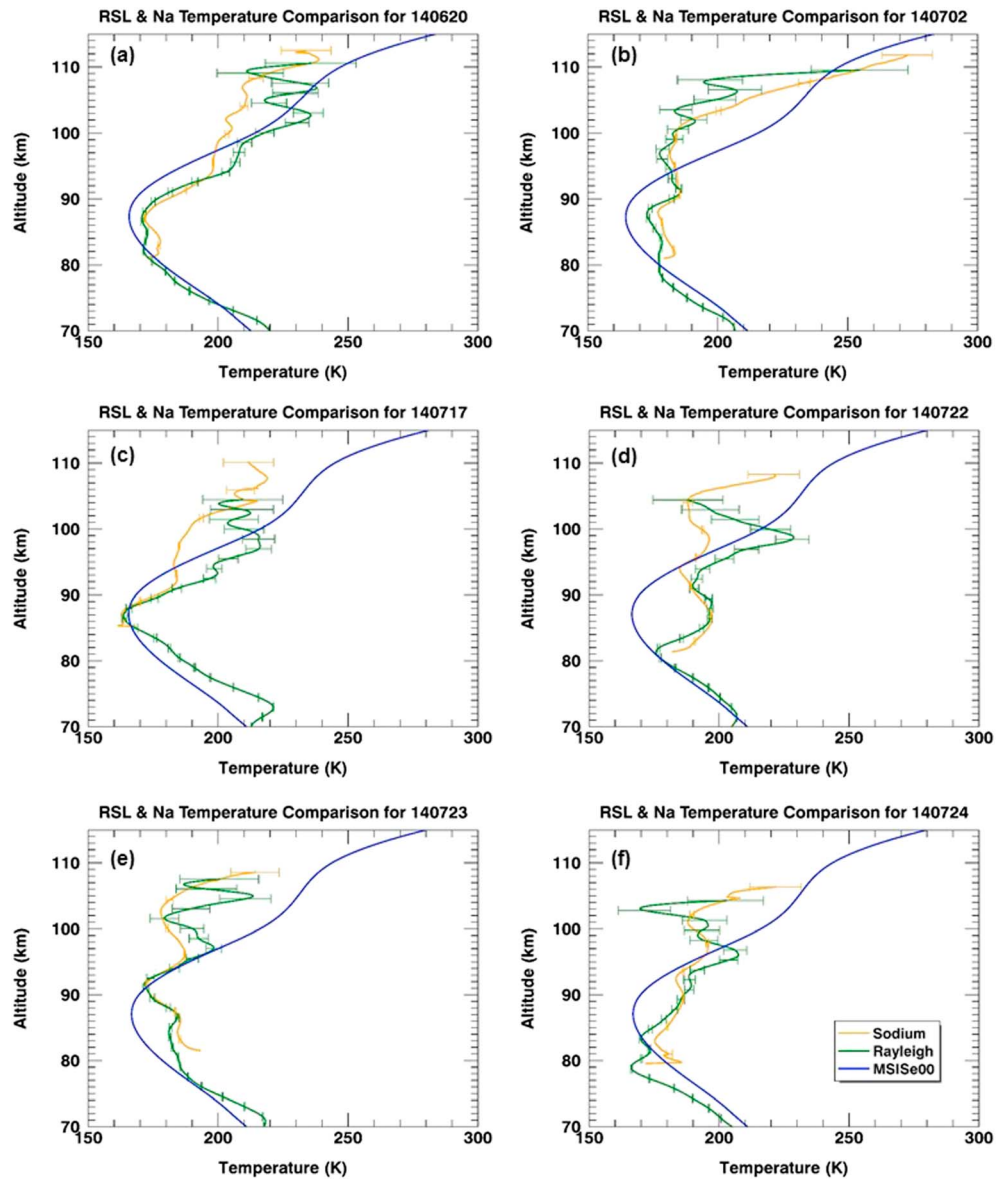 RSL & Na Temperature Comparison for 140620
(a)
110
100
90
80
70
150 200 250 300
Altitude (km)
Temperature (K)
RSL & Na Temperature Comparison for 140702
(b)
110
100
90
80
70
150 200 250 300
Altitude (km)
Temperature (K)
RSL & Na Temperature Comparison for 140717
(c)
110
100
90
80
70
150 200 250 300
Altitude (km)
Temperature (K)
RSL & Na Temperature Comparison for 140722
(d)
110
100
90
80
70
150 200 250 300
Altitude (km)
Temperature (K)
RSL & Na Temperature Comparison for 140723
(e)
110
100
90
80
70
150 200 250 300
Altitude (km)
Temperature (K)
RSL & Na Temperature Comparison for 140724
(f)
110
100
90
80
70
150 200 250 300
Altitude (km)
Temperature (K)
Sodium
Rayleigh
MSISe00